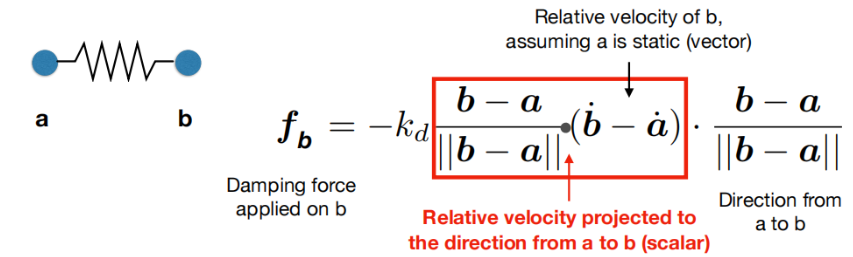 Relative velocity of b,
assuming a is static (vector)
a b
$\boldsymbol{f_b} = -k_d \frac{\boldsymbol{b} - \boldsymbol{a}}{||\boldsymbol{b} - \boldsymbol{a}||} \bullet (\dot{\boldsymbol{b}} - \dot{\boldsymbol{a}}) \cdot \frac{\boldsymbol{b} - \boldsymbol{a}}{||\boldsymbol{b} - \boldsymbol{a}||}$
Damping force
applied on b
Relative velocity projected to
the direction from a to b (scalar)
Direction from
a to b